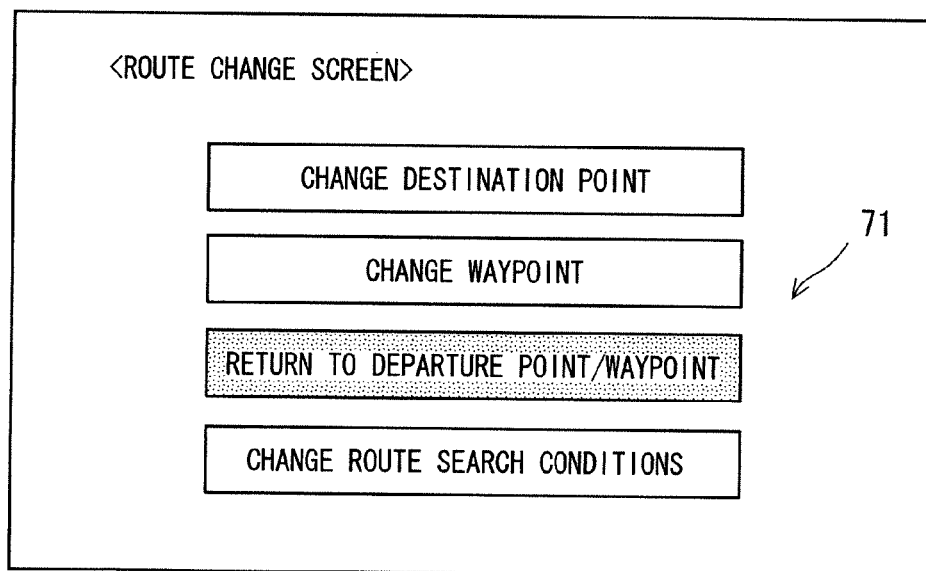 <ROUTE CHANGE SCREEN>
CHANGE DESTINATION POINT
CHANGE WAYPOINT
71
RETURN TO DEPARTURE POINT/WAYPOINT
CHANGE ROUTE SEARCH CONDITIONS